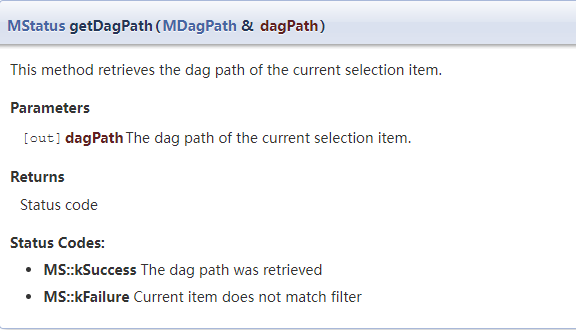 MStatus getDagPath(MDagPath & dagPath)
This method retrieves the dag path of the current selection item.
Parameters
[out] dagPath The dag path of the current selection item.
Returns
Status code
Status Codes:
• MS::kSuccess The dag path was retrieved
• MS::kFailure Current item does not match filter